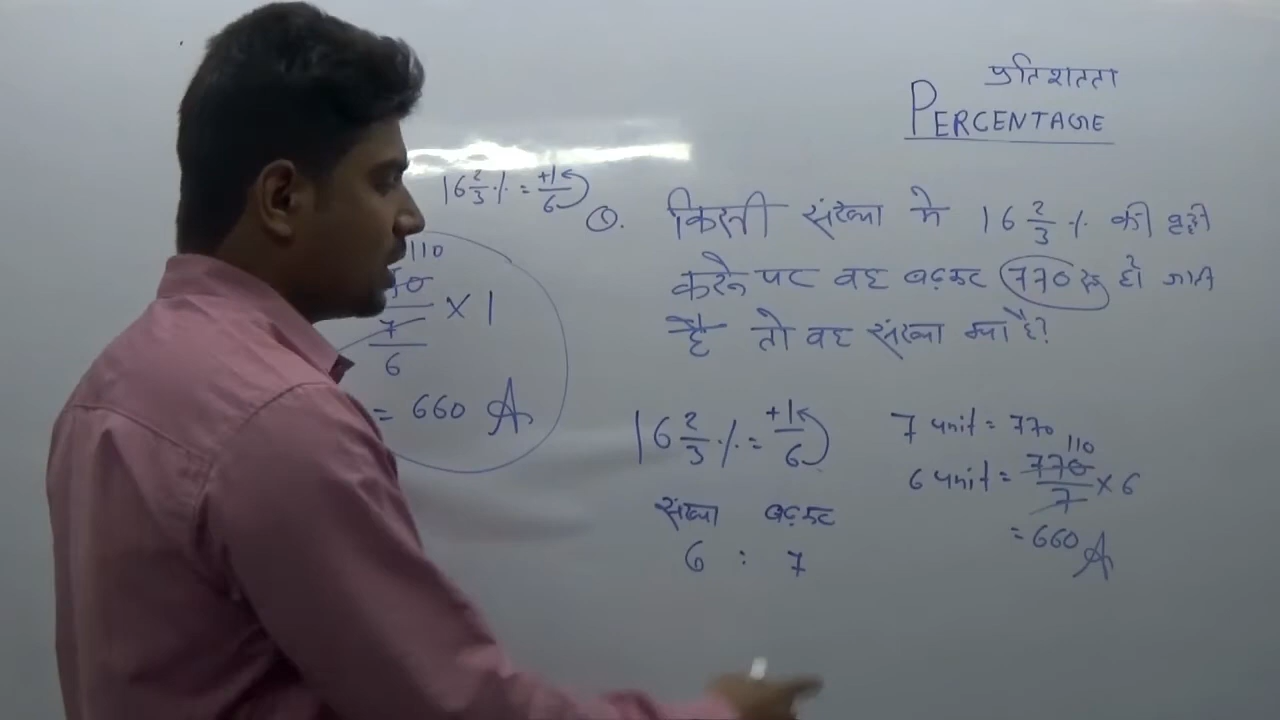 प्रतिशतता
PERCENTAGE
16 2/3 % = +1/6
Q. किसी संख्या मे 16 2/3 % की वृद्धि
करने पर वह बढ़कर 770 हो जाती
है तो वह संख्या क्या है?
110
7 × 1
6
= 660 A
16 2/3 % = +1/6
संख्या बढ़कर
6 : 7
7 unit = 770
110
6 unit = 770/7 × 6
= 660 A